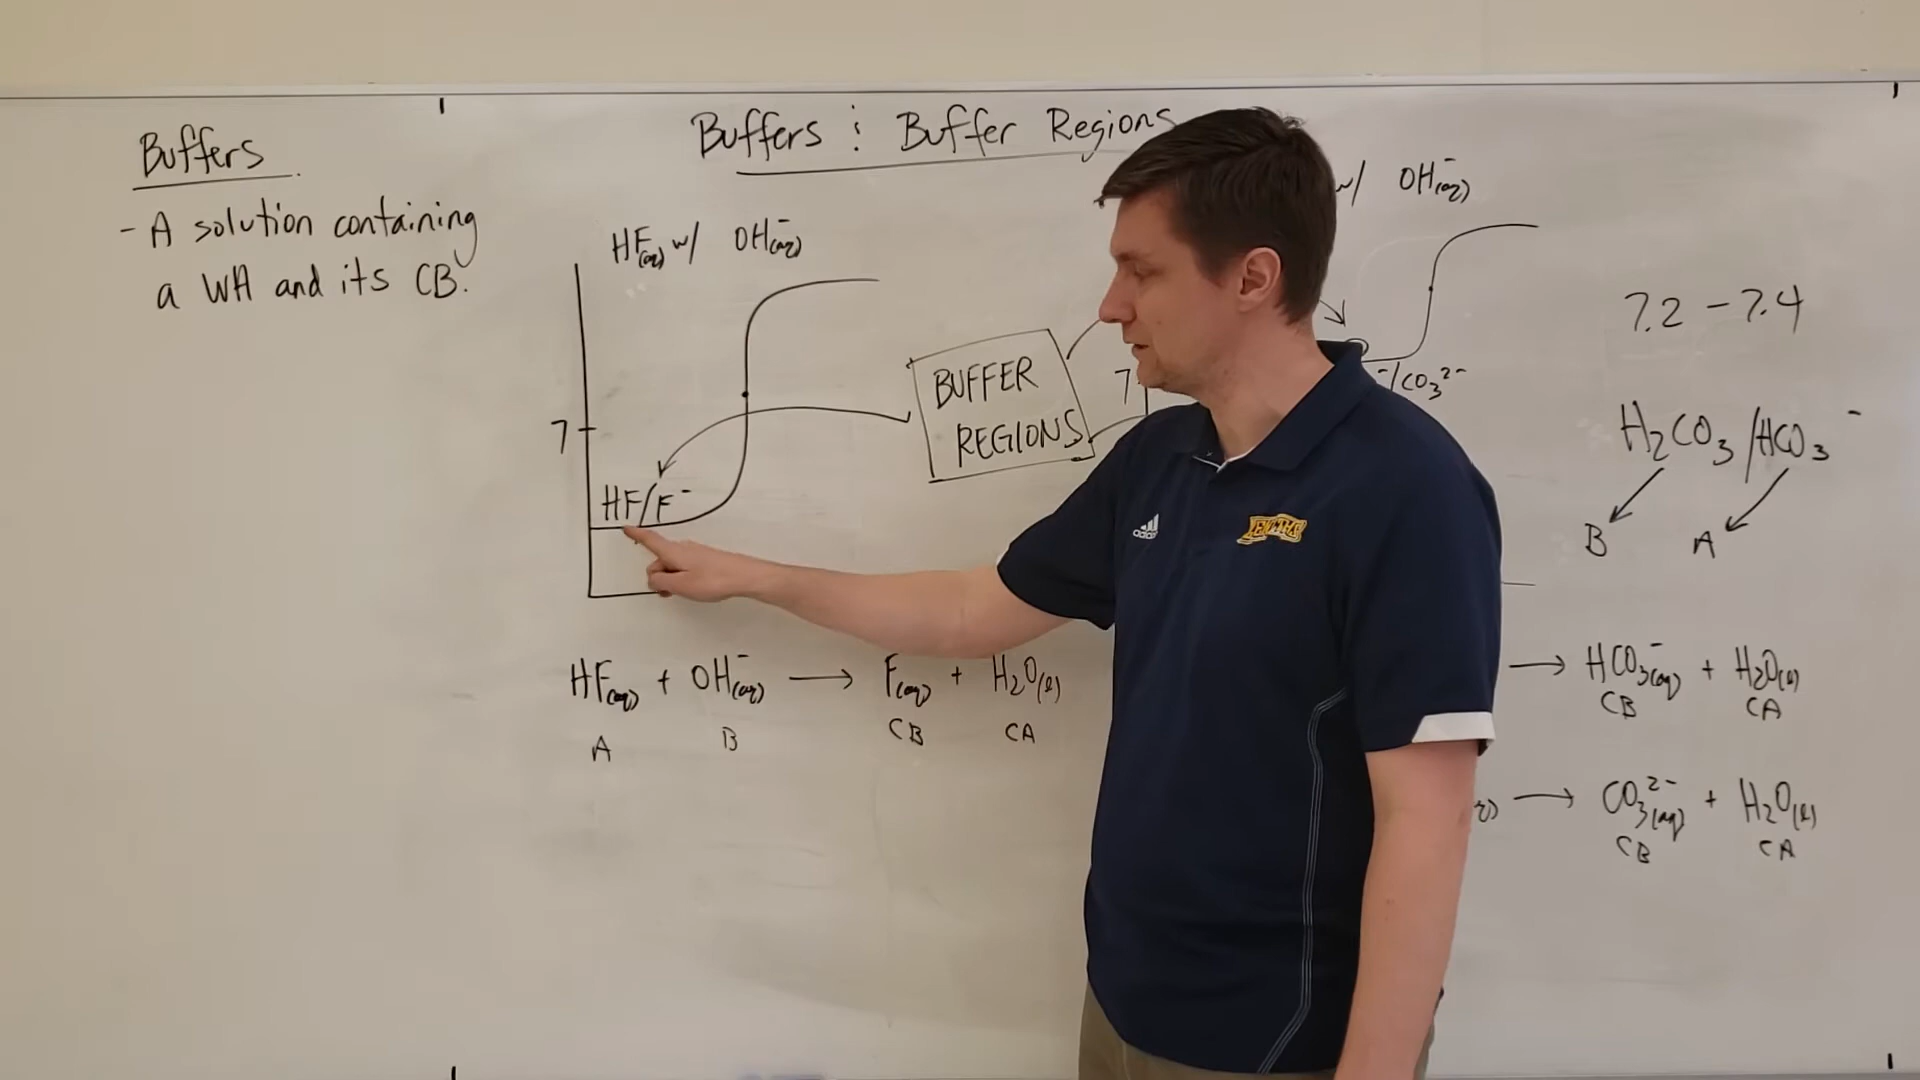 Buffers
- A solution containing
a WA and its CB.
Buffers : Buffer Regions
HF(aq) w/ OH⁻(aq)
7
HF/F⁻
BUFFER
REGIONS
HF(aq) + OH⁻(aq) → F⁻(aq) + H₂O(l)
A B CB CA
w/ OH⁻(aq)
7
⁻/CO₃²⁻
7.2 - 7.4
H₂CO₃/HCO₃⁻
B A
→ HCO₃⁻(aq) + H₂O(l)
CB CA
→ CO₃²⁻(aq) + H₂O(l)
CB CA
adidas